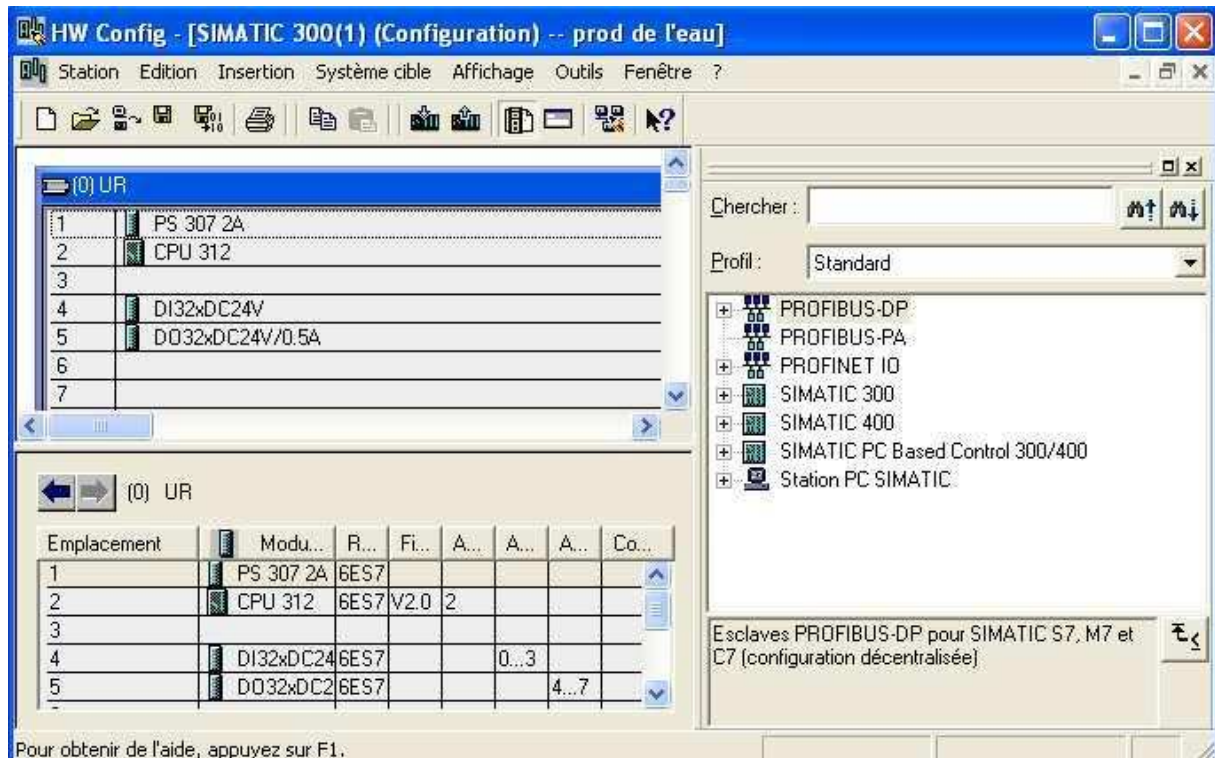 HW Config - [SIMATIC 300(1) (Configuration) -- prod de l'eau]
Station Edition Insertion Système cible Affichage Outils Fenêtre ?
(0) UR
1 PS 307 2A
2 CPU 312
3
4 DI32xDC24V
5 DO32xDC24V/0.5A
6
7
(0) UR
Emplacement Modu... R... Fi... A... A... A... Co...
1 PS 307 2A 6ES7
2 CPU 312 6ES7 V2.0 2
3
4 DI32xDC24 6ES7 0...3
5 DO32xDC2 6ES7 4...7
Chercher :
Profil : Standard
PROFIBUS-DP
PROFIBUS-PA
PROFINET IO
SIMATIC 300
SIMATIC 400
SIMATIC PC Based Control 300/400
Station PC SIMATIC
Esclaves PROFIBUS-DP pour SIMATIC S7, M7 et
C7 (configuration décentralisée)
Pour obtenir de l'aide, appuyez sur F1.